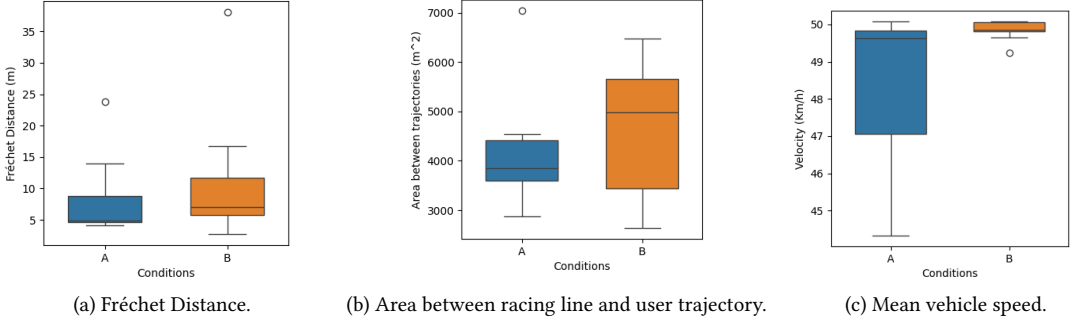 Fréchet Distance (m)
35
30
25
20
15
10
5
A
B
Conditions
(a) Fréchet Distance.
Area between trajectories (m^2)
7000
6000
5000
4000
3000
A
B
Conditions
(b) Area between racing line and user trajectory.
Velocity (Km/h)
50
49
48
47
46
45
A
B
Conditions
(c) Mean vehicle speed.